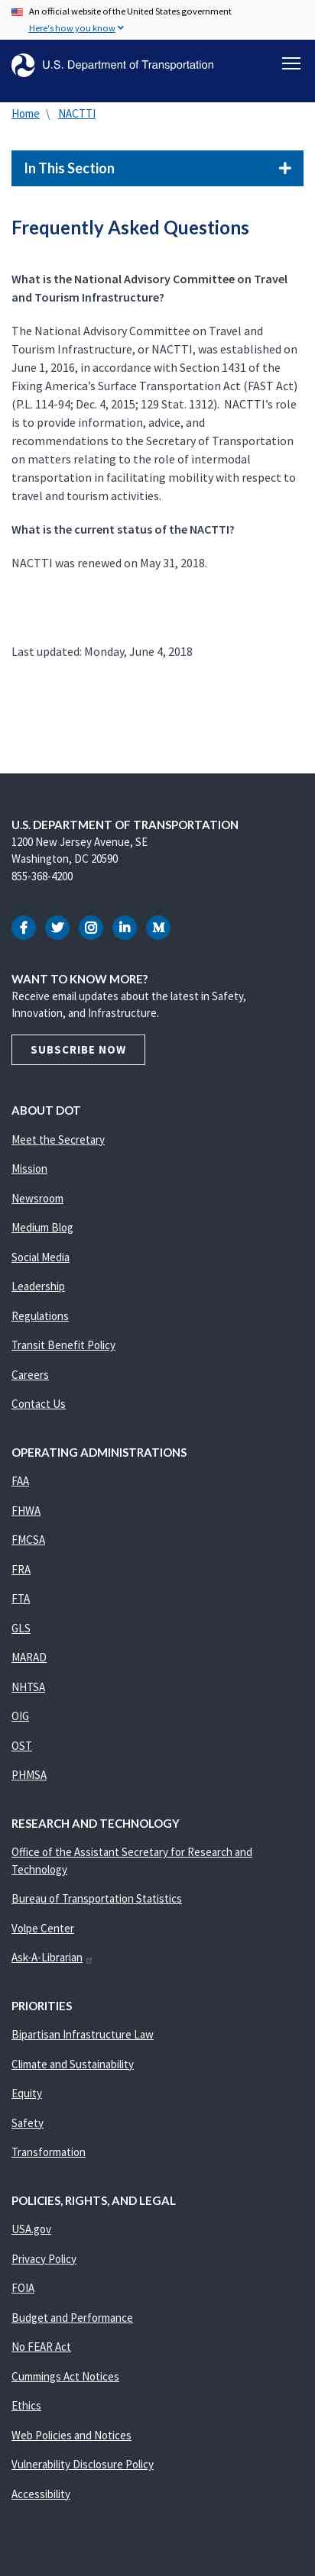 An official website of the United States government
Here's how you know
U.S. Department of Transportation
Home \ NACTTI
In This Section
Frequently Asked Questions
What is the National Advisory Committee on Travel
and Tourism Infrastructure?
The National Advisory Committee on Travel and
Tourism Infrastructure, or NACTTI, was established on
June 1, 2016, in accordance with Section 1431 of the
Fixing America’s Surface Transportation Act (FAST Act)
(P.L. 114-94; Dec. 4, 2015; 129 Stat. 1312).  NACTTI’s role
is to provide information, advice, and
recommendations to the Secretary of Transportation
on matters relating to the role of intermodal
transportation in facilitating mobility with respect to
travel and tourism activities.
What is the current status of the NACTTI?
NACTTI was renewed on May 31, 2018.
Last updated: Monday, June 4, 2018
U.S. DEPARTMENT OF TRANSPORTATION
1200 New Jersey Avenue, SE
Washington, DC 20590
855-368-4200
WANT TO KNOW MORE?
Receive email updates about the latest in Safety,
Innovation, and Infrastructure.
SUBSCRIBE NOW
ABOUT DOT
Meet the Secretary
Mission
Newsroom
Medium Blog
Social Media
Leadership
Regulations
Transit Benefit Policy
Careers
Contact Us
OPERATING ADMINISTRATIONS
FAA
FHWA
FMCSA
FRA
FTA
GLS
MARAD
NHTSA
OIG
OST
PHMSA
RESEARCH AND TECHNOLOGY
Office of the Assistant Secretary for Research and
Technology
Bureau of Transportation Statistics
Volpe Center
Ask-A-Librarian
PRIORITIES
Bipartisan Infrastructure Law
Climate and Sustainability
Equity
Safety
Transformation
POLICIES, RIGHTS, AND LEGAL
USA.gov
Privacy Policy
FOIA
Budget and Performance
No FEAR Act
Cummings Act Notices
Ethics
Web Policies and Notices
Vulnerability Disclosure Policy
Accessibility